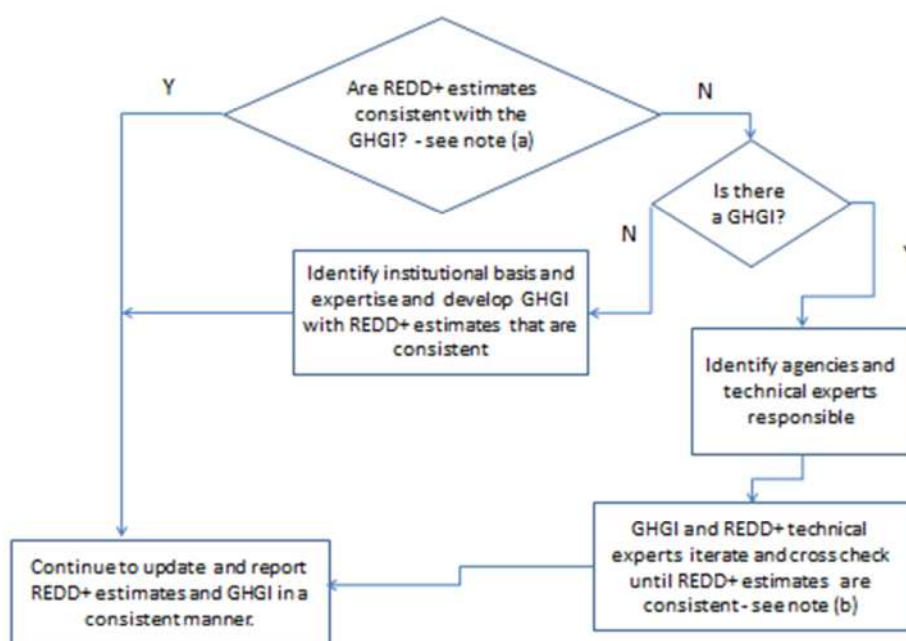 Y
Are REDD+ estimates
consistent with the
GHGI? - see note (a)
N
Is there
a GHGI?
N
Y
Identify institutional basis and
expertise and develop GHGI
with REDD+ estimates that are
consistent
Identify agencies and
technical experts
responsible
GHGI and REDD+ technical
experts iterate and cross check
until REDD+ estimates are
consistent - see note (b)
Continue to update and report
REDD+ estimates and GHGI in a
consistent manner.